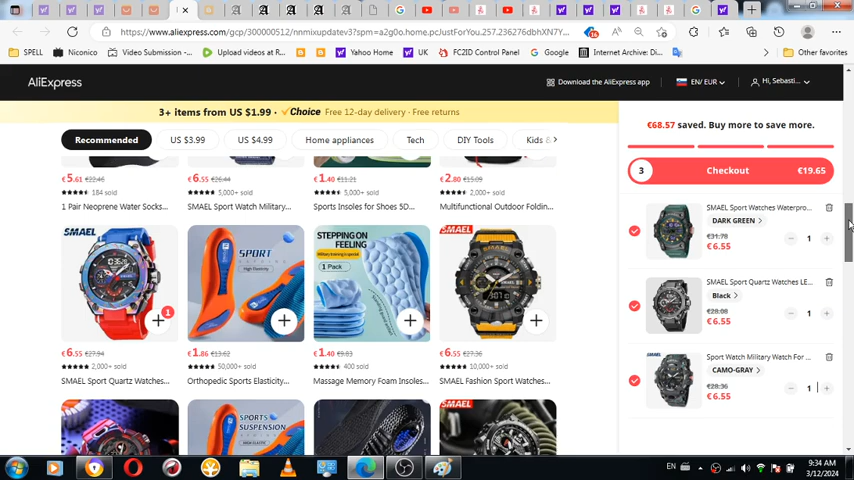 https://www.aliexpress.com/gcp/300000512/nnmixupdatev3?spm=a2g0o.home.pcJustForYou.257.236276dbhXN7Y...
SPELL
Niconico
Video Submission -...
Upload videos at R...
Yahoo Home
UK
FC2ID Control Panel
Google
Internet Archive: Di...
Other favorites
AliExpress
Download the AliExpress app
EN/ EUR
Hi, Sebasti...
3+ items from US $1.99 • Choice Free 12-day delivery · Free returns
Recommended
US $3.99
US $4.99
Home appliances
Tech
DIY Tools
Kids &
€5.61 €22.46
184 sold
1 Pair Neoprene Water Socks...
€6.55 €26.44
5,000+ sold
SMAEL Sport Watch Military...
€1.40 €11.21
5,000+ sold
Sports Insoles for Shoes 5D...
€2.80 €15.09
2,000+ sold
Multifunctional Outdoor Foldin...
SMAEL
1
€6.55 €27.94
2,000+ sold
SMAEL Sport Quartz Watches...
SPORT
High Elasticity
€1.86 €13.62
50,000+ sold
Orthopedic Sports Elasticity...
STEPPING ON
FEELING
Military training is special
1 Pack
€1.40 €9.83
400 sold
Massage Memory Foam Insoles...
SMAEL
€6.55 €27.36
10,000+ sold
SMAEL Fashion Sport Watches...
SPORTS
SUSPENSION
SMAEL
€68.57 saved. Buy more to save more.
3 Checkout €19.65
SMAEL Sport Watches Waterpro...
DARK GREEN
€31.78
€6.55
1
SMAEL Sport Quartz Watches LE...
Black
€28.08
€6.55
1
SMAEL
Sport Watch Military Watch For ...
CAMO-GRAY
€28.36
€6.55
1
EN
9:34 AM
3/12/2024